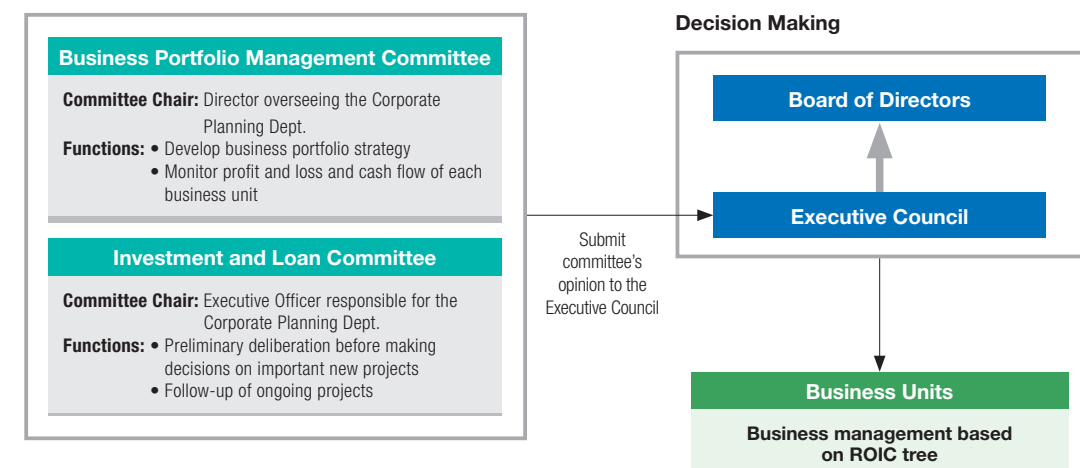 Business Portfolio Management Committee
Committee Chair: Director overseeing the Corporate
Planning Dept.
Functions: • Develop business portfolio strategy
• Monitor profit and loss and cash flow of each
business unit
Investment and Loan Committee
Committee Chair: Executive Officer responsible for the
Corporate Planning Dept.
Functions: • Preliminary deliberation before making
decisions on important new projects
• Follow-up of ongoing projects
Submit
committee’s
opinion to the
Executive Council
Decision Making
Board of Directors
Executive Council
Business Units
Business management based
on ROIC tree